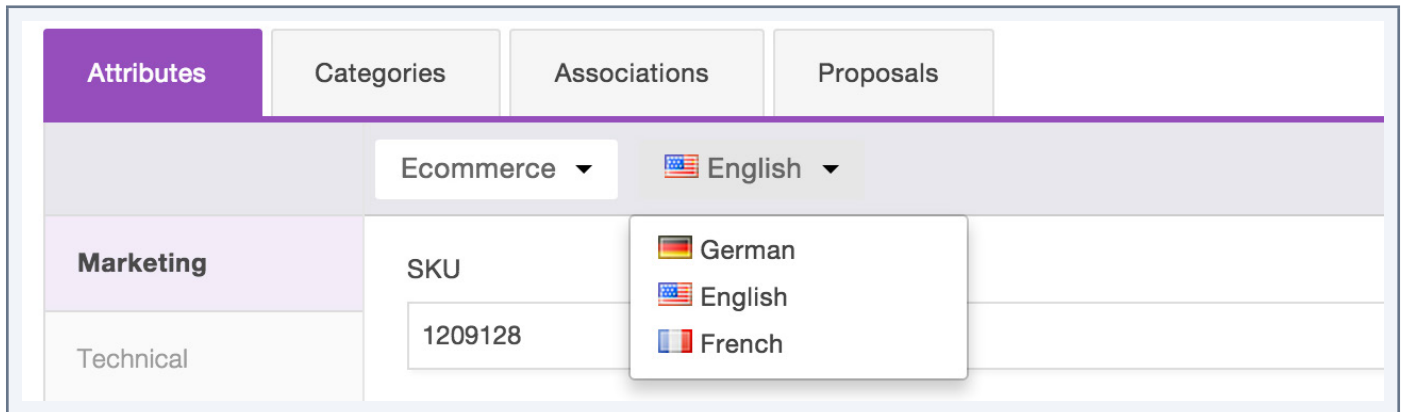 Attributes
Categories
Associations
Proposals
Ecommerce
English
Marketing
SKU
German
English
1209128
French
Technical